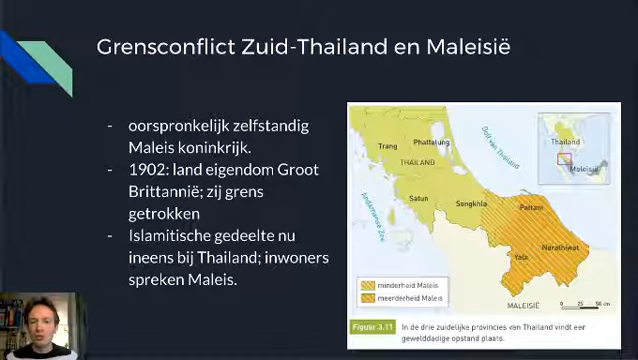 Grensconflict Zuid-Thailand en Maleisië
- oorspronkelijk zelfstandig
Maleis koninkrijk.
- 1902: land eigendom Groot
Brittannië; zij grens
getrokken
- Islamitische gedeelte nu
ineens bij Thailand; inwoners
spreken Maleis.
Trang
Phattalung
THAILAND
Golf van Thailand
Thailand
Maleisië
Satun
Songkhla
Pattani
Andamanse Zee
Yala
Narathiwat
minderheid Maleis
meerderheid Maleis
MALEISIË
0 25 50 km
Figuur 3.11 In de drie zuidelijke provincies van Thailand vindt een
gewelddadige opstand plaats.